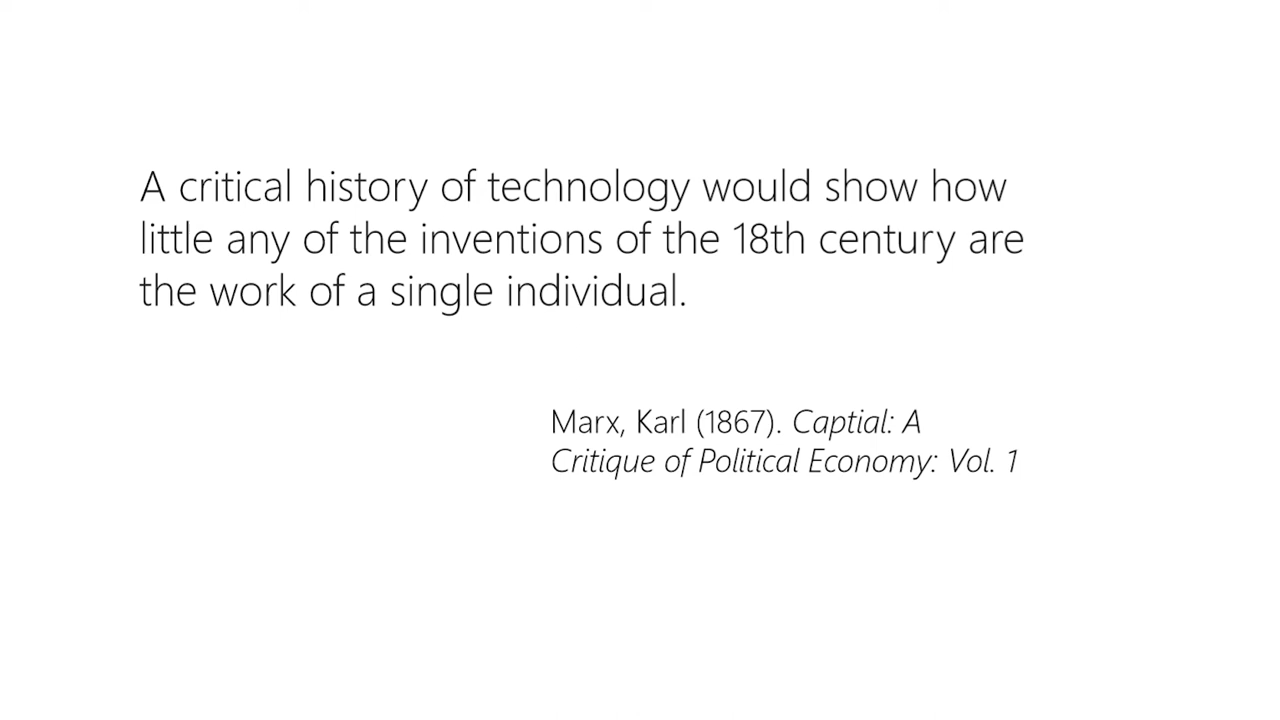 A critical history of technology would show how
little any of the inventions of the 18th century are
the work of a single individual.
Marx, Karl (1867). Captial: A
Critique of Political Economy: Vol. 1